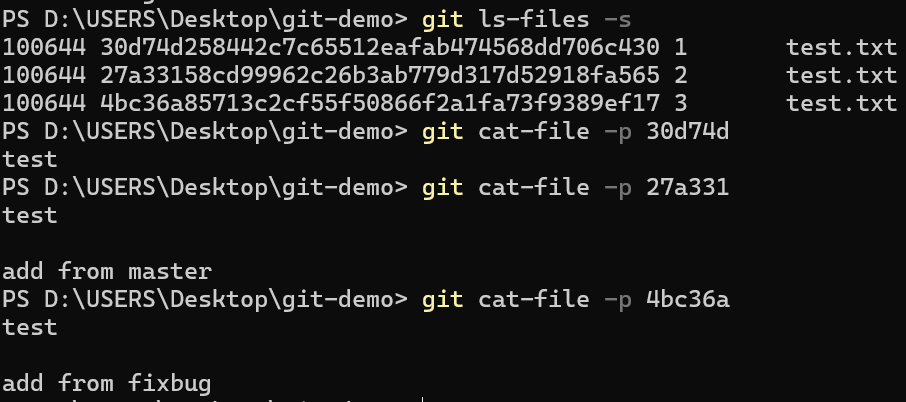 PS D:\USERS\Desktop\git-demo> git ls-files -s
100644 30d74d258442c7c65512eafab474568dd706c430 1 test.txt
100644 27a33158cd99962c26b3ab779d317d52918fa565 2 test.txt
100644 4bc36a85713c2cf55f50866f2a1fa73f9389ef17 3 test.txt
PS D:\USERS\Desktop\git-demo> git cat-file -p 30d74d
test
PS D:\USERS\Desktop\git-demo> git cat-file -p 27a331
test
add from master
PS D:\USERS\Desktop\git-demo> git cat-file -p 4bc36a
test
add from fixbug